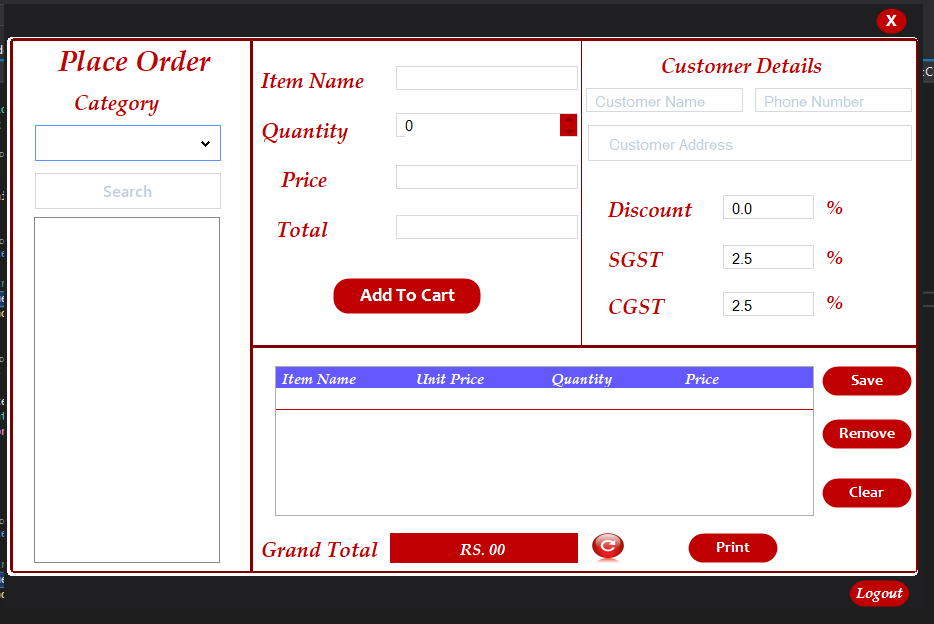 X
Place Order
Category
Search
Item Name
Quantity 0
Price
Total
Add To Cart
Customer Details
Customer Name Phone Number
Customer Address
Discount 0.0 %
SGST 2.5 %
CGST 2.5 %
Item Name Unit Price Quantity Price
Save
Remove
Clear
Grand Total RS. 00
Print
Logout